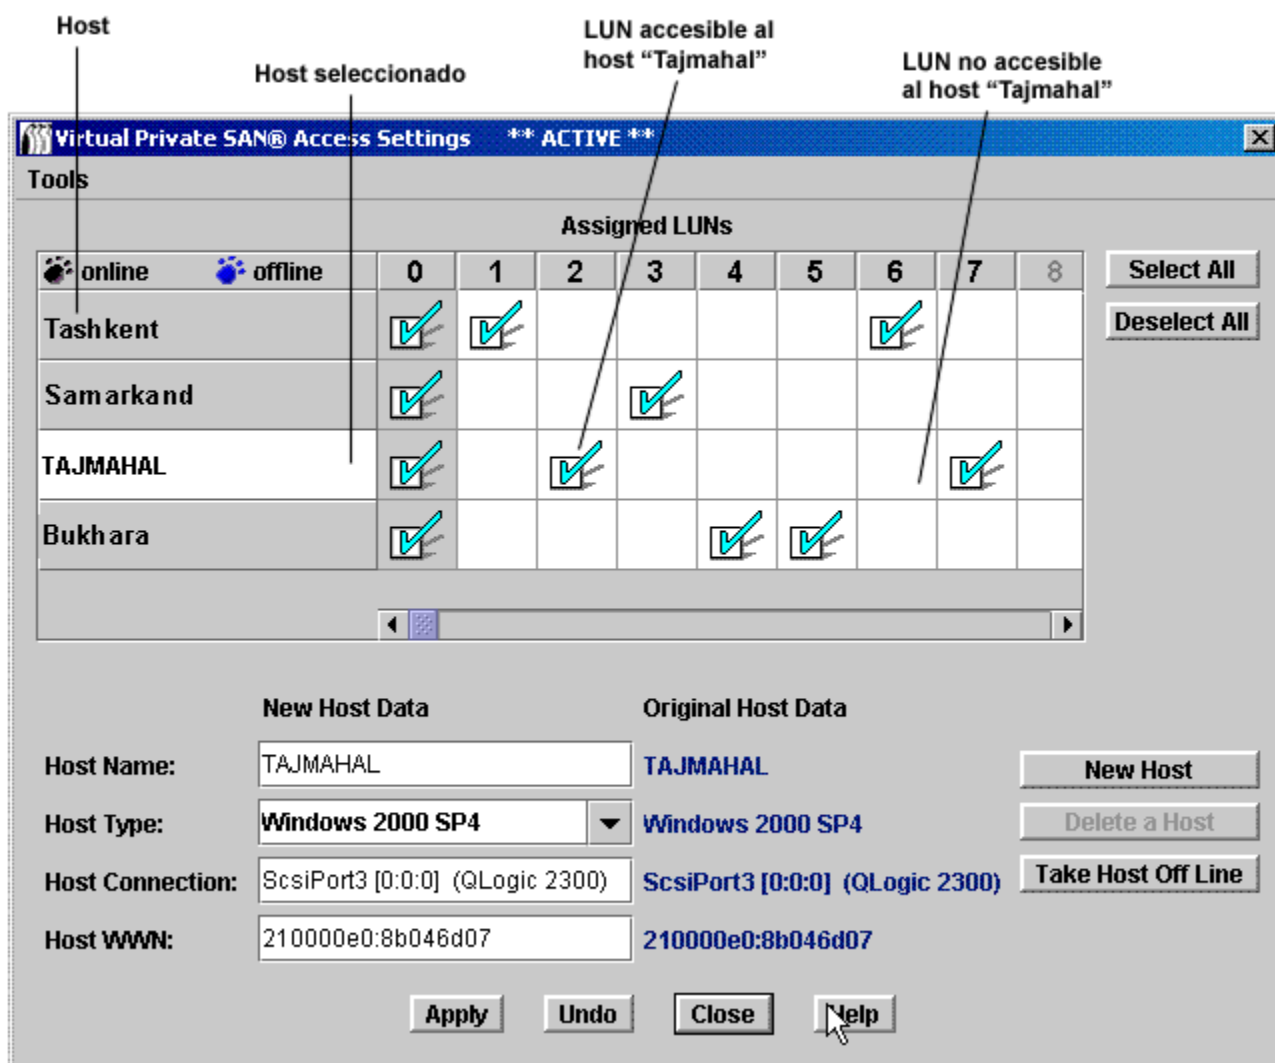 Host
LUN accesible al
host “Tajmahal”
Host seleccionado
LUN no accesible
al host “Tajmahal”
Virtual Private SAN® Access Settings ** ACTIVE **
Tools
Assigned LUNs
online offline 0 1 2 3 4 5 6 7 8
Select All
Tashkent
Deselect All
Samarkand
TAJMAHAL
Bukhara
New Host Data Original Host Data
Host Name: TAJMAHAL TAJMAHAL
New Host
Host Type: Windows 2000 SP4 Windows 2000 SP4
Delete a Host
Host Connection: ScsiPort3 [0:0:0] (QLogic 2300) ScsiPort3 [0:0:0] (QLogic 2300)
Take Host Off Line
Host WWN: 210000e0:8b046d07 210000e0:8b046d07
Apply Undo Close Help